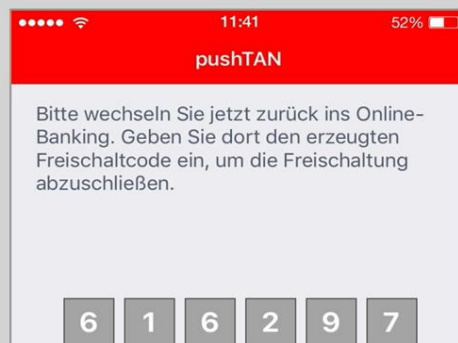 11:41 52%
pushTAN
Bitte wechseln Sie jetzt zurück ins Online-
Banking. Geben Sie dort den erzeugten
Freischaltcode ein, um die Freischaltung
abzuschließen.
6 1 6 2 9 7